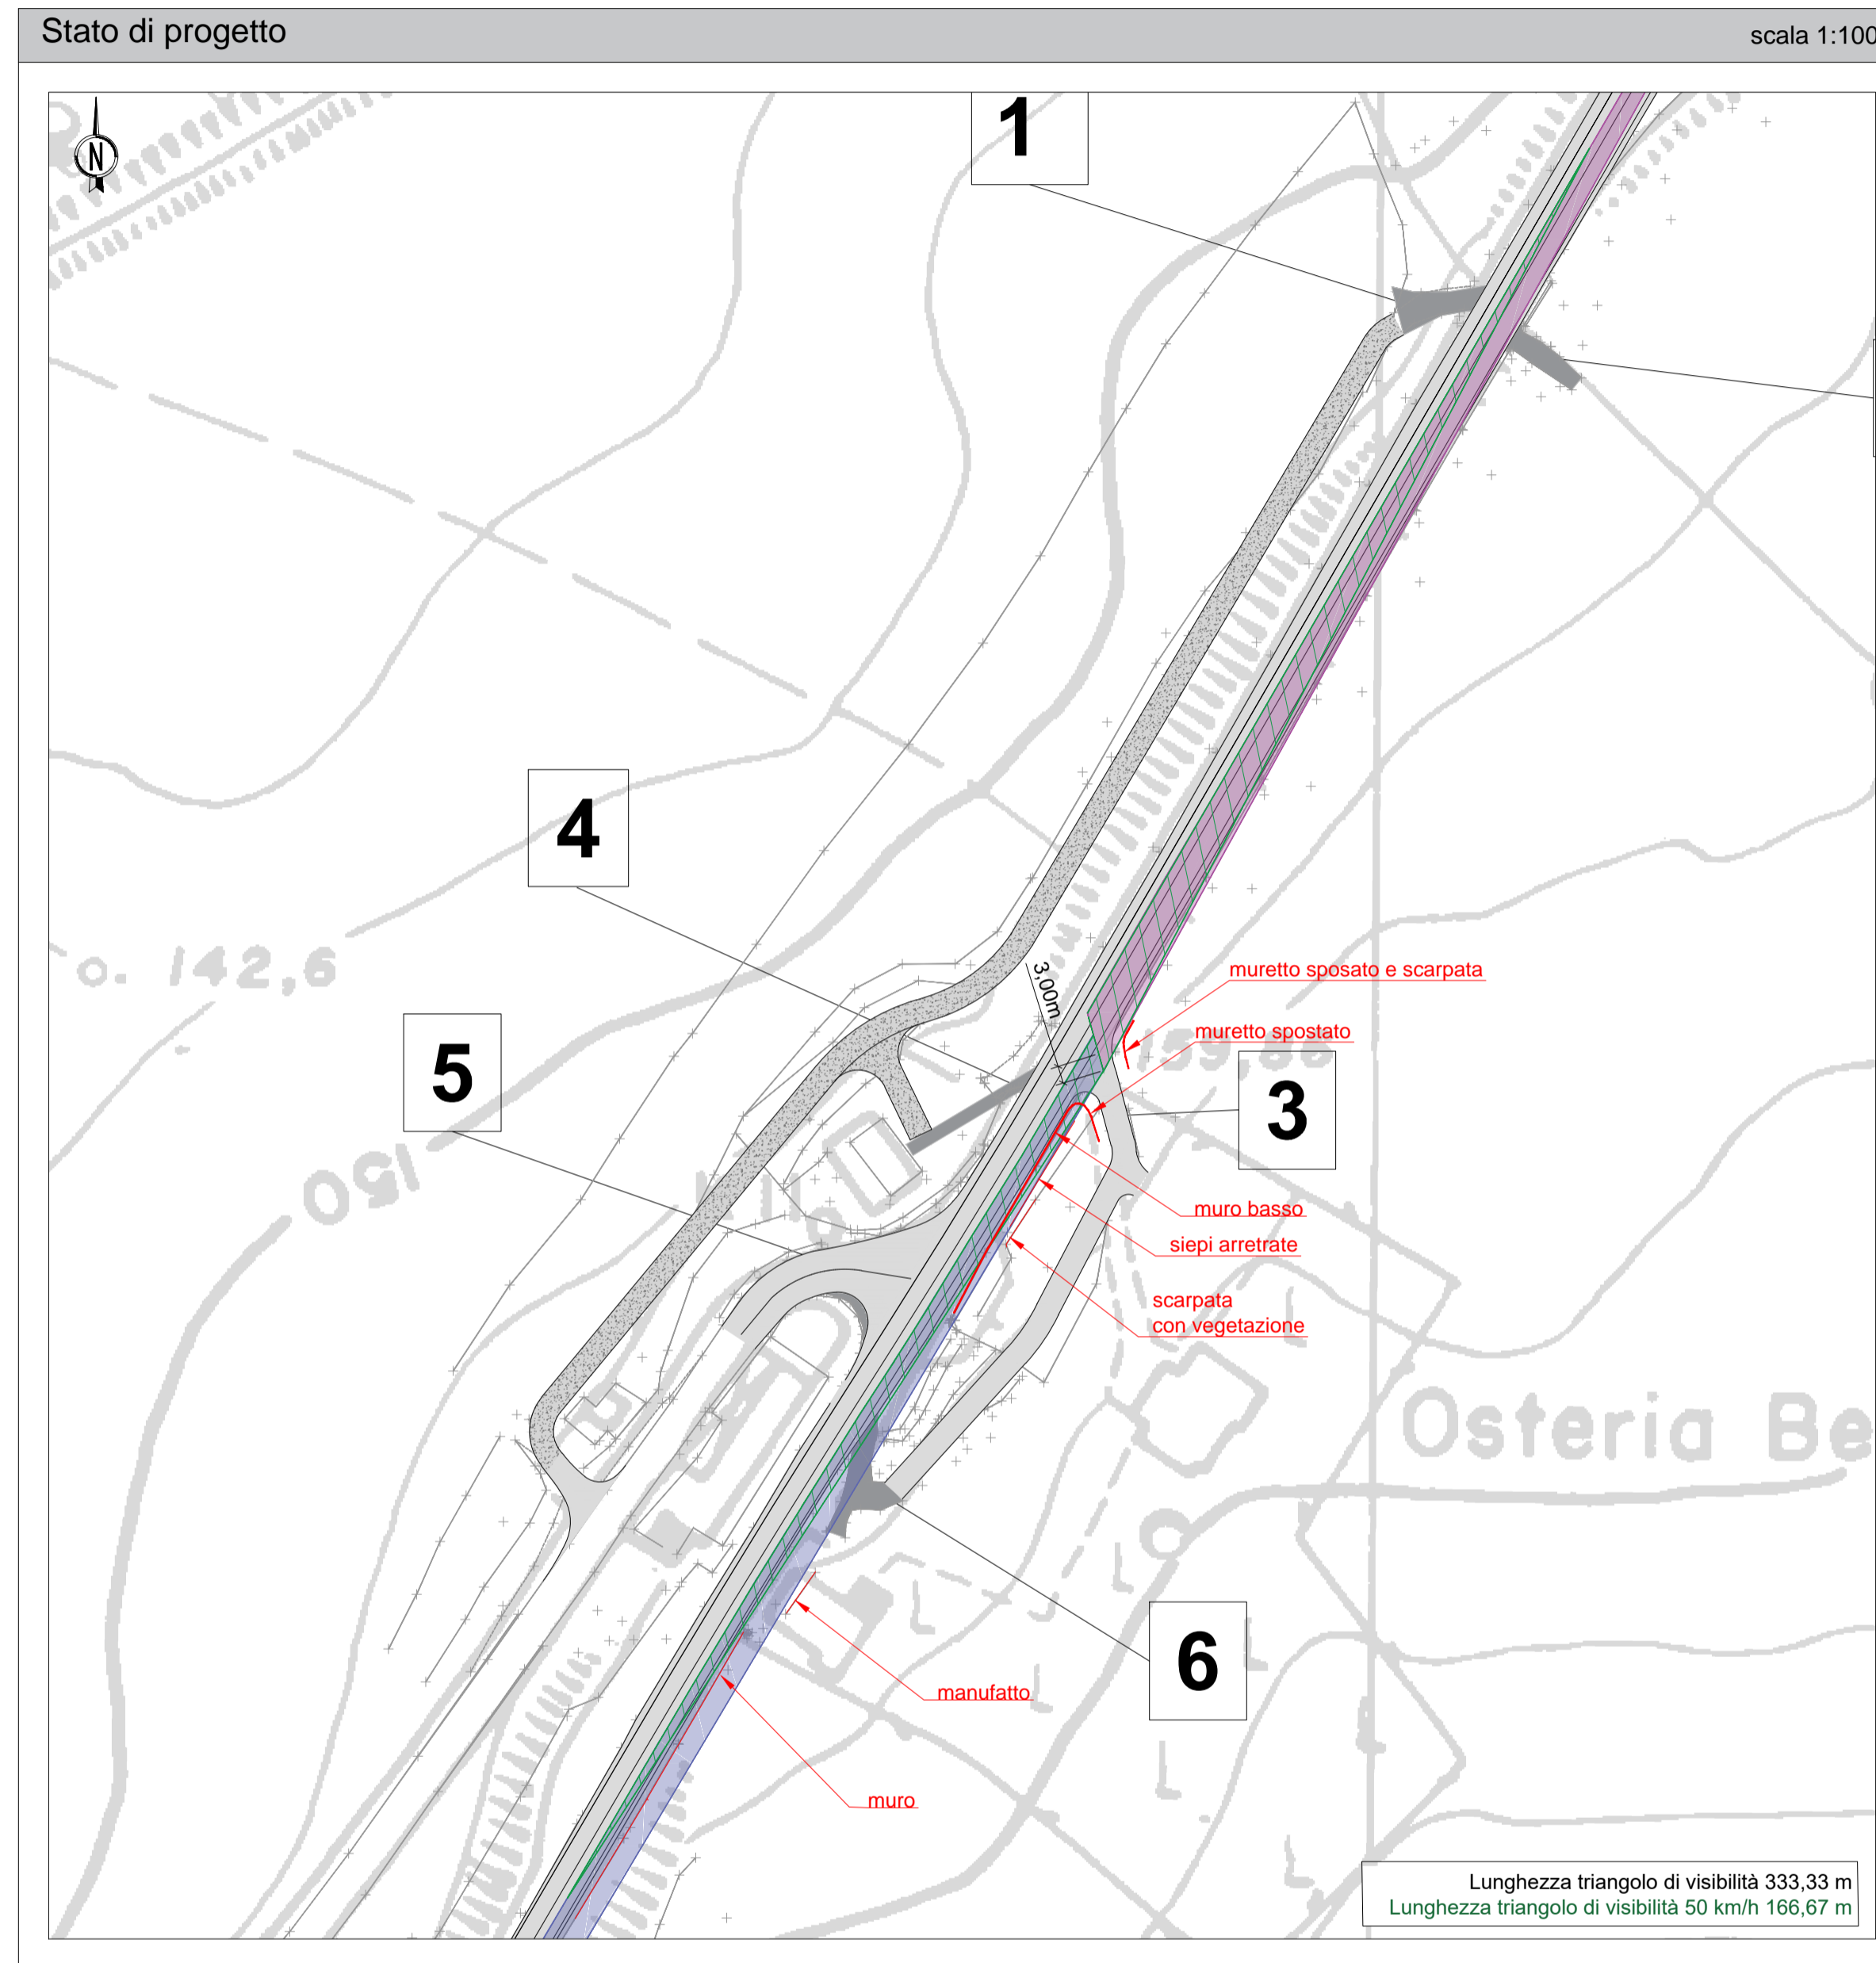 Stato di progetto
scala 1:100
N
1
4
3,00m
o. 142,6
muretto sposato e scarpata
muretto spostato
5
3
150
muro basso
siepi arretrate
scarpata
con vegetazione
Osteria Be
6
manufatto
muro
Lunghezza triangolo di visibilità 333,33 m
Lunghezza triangolo di visibilità 50 km/h 166,67 m